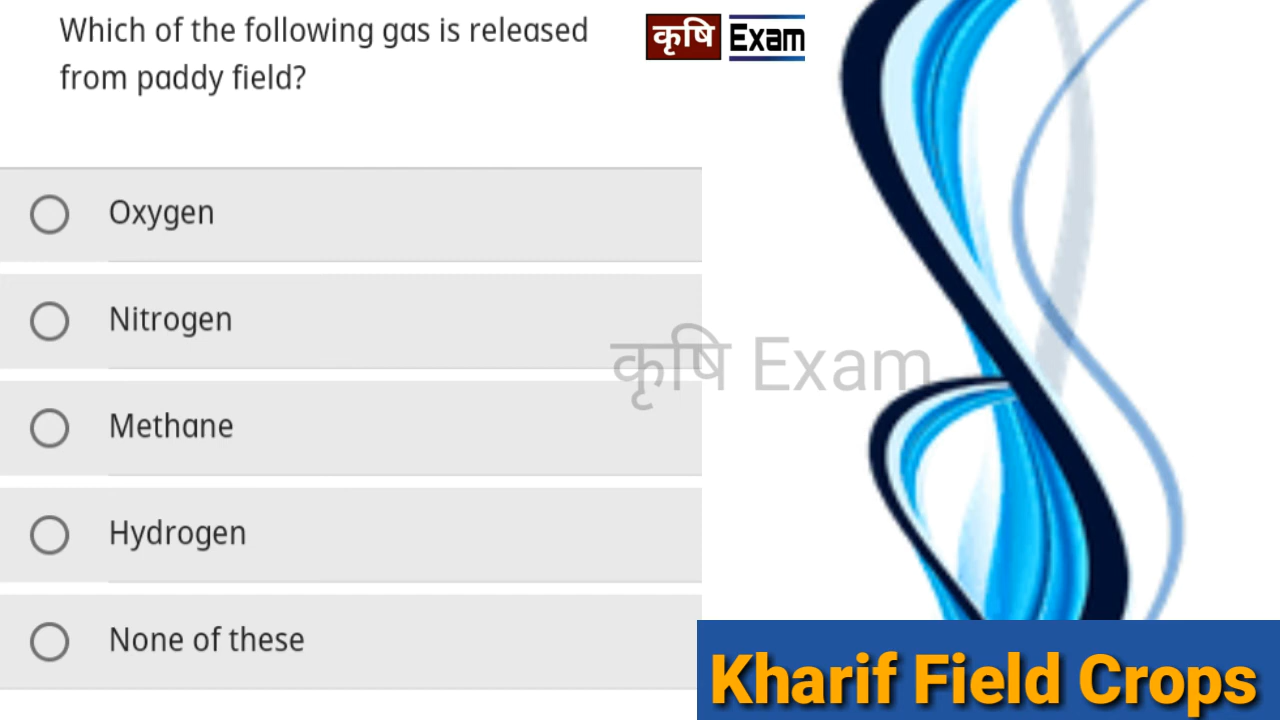 Which of the following gas is released
from paddy field?
कृषि Exam
Oxygen
Nitrogen
Methane
कृषि Exam
Hydrogen
None of these
Kharif Field Crops